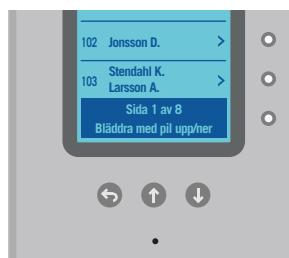 102 Jonsson D. >
103 Stendahl K.
Larsson A. >
Sida 1 av 8
Bläddra med pil upp/ner